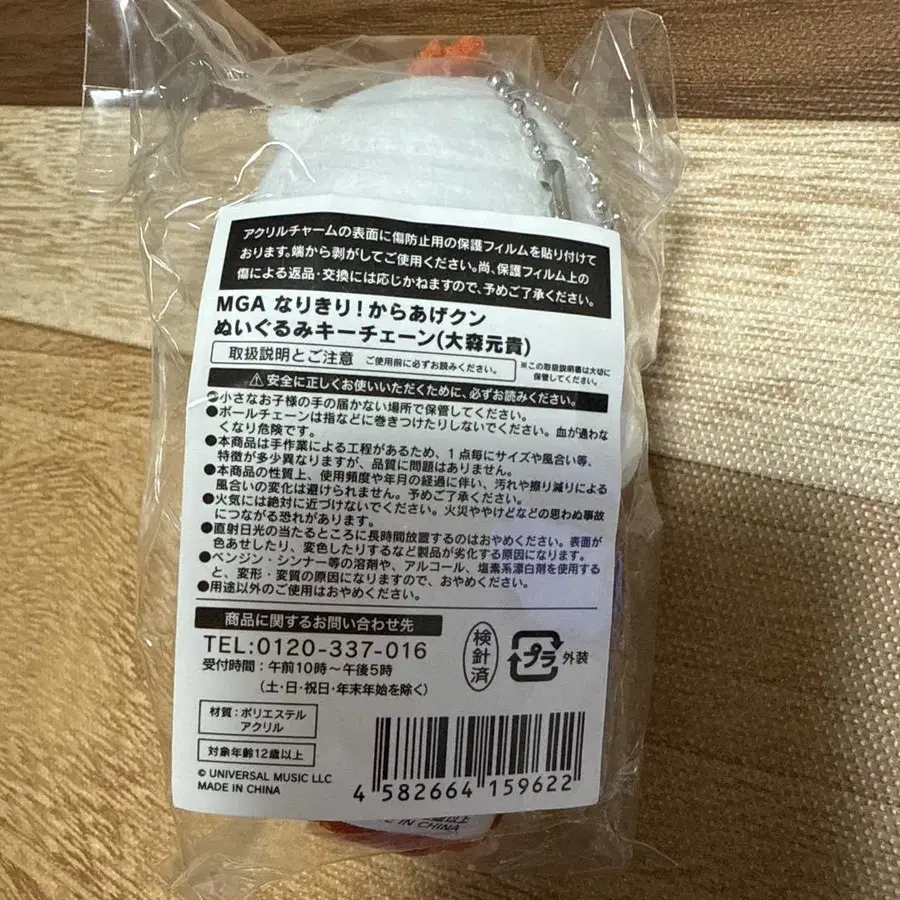 アクリルチャームの表面に傷防止用の保護フィルムを貼り付けて
おります。端から剥がしてご使用ください。尚、保護フィルム上の
傷による返品・交換には応じかねますので、予めご了承ください。
MGA なりきり！からあげクン
ぬいぐるみキーチェーン(大森元貴)
取扱説明とご注意 ご使用前に必ずお読みください。
※この取扱説明書は大切に
保管してください。
⚠安全に正しくお使いいただくために、必ずお読みください。
●小さなお子様の手の届かない場所で保管してください。
●ボールチェーンは指などに巻きつけたりしないでください。血が通わな
くなり危険です。
●本商品は手作業による工程があるため、1点毎にサイズや風合い等、
特徴が多少異なりますが、品質に問題はありません。
●本商品の性質上、使用頻度や年月の経過に伴い、汚れや擦り減りによる
風合いの変化は避けられません。予めご了承ください。
●火気には絶対に近づけないでください。火災ややけどなどの思わぬ事故
につながる恐れがあります。
●直射日光の当たるところに長時間放置するのはおやめください。表面が
色あせしたり、変色したりするなど製品が劣化する原因になります。
●ベンジン・シンナー等の溶剤や、アルコール、塩素系漂白剤を使用する
と、変形・変質の原因になりますので、おやめください。
●用途以外のご使用はおやめください。
商品に関するお問い合わせ先
TEL:0120-337-016
受付時間：午前10時～午後5時
（土・日・祝日・年末年始を除く）
検針済
プラ 外装
材質：ポリエステル
アクリル
対象年齢12歳以上
© UNIVERSAL MUSIC LLC
MADE IN CHINA
4 582664 159622
歳以上
IN CHINA